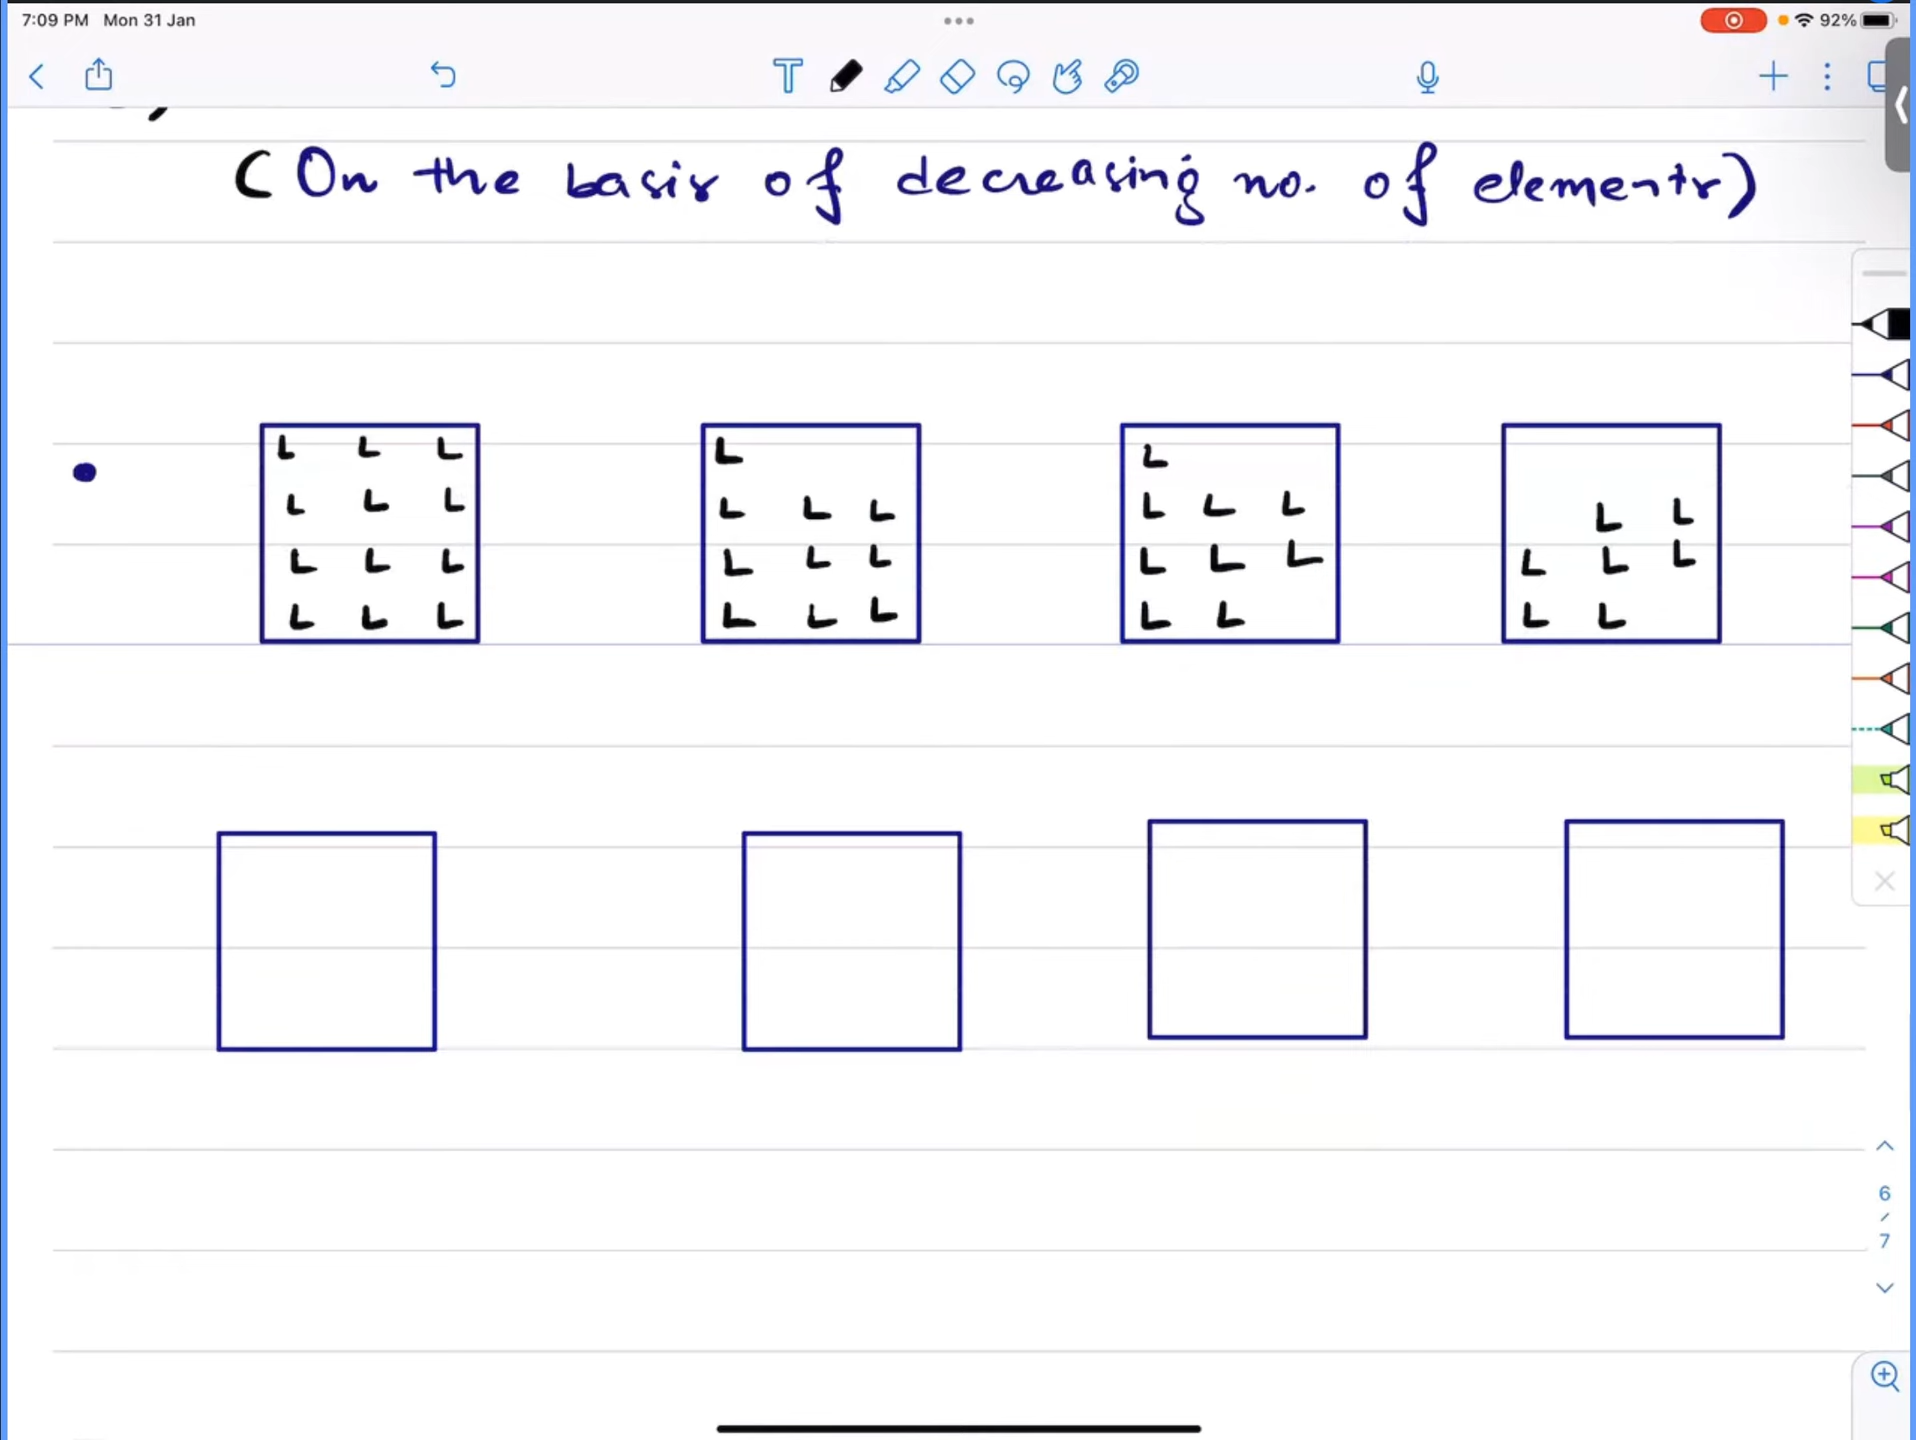 7:09 PM Mon 31 Jan
92%
(On the basis of decreasing no. of elements)
L L L L L L L
L L L L L L L L L L L
L L L L L L L L L L L L
L L L L L L L L L L
6
/
7